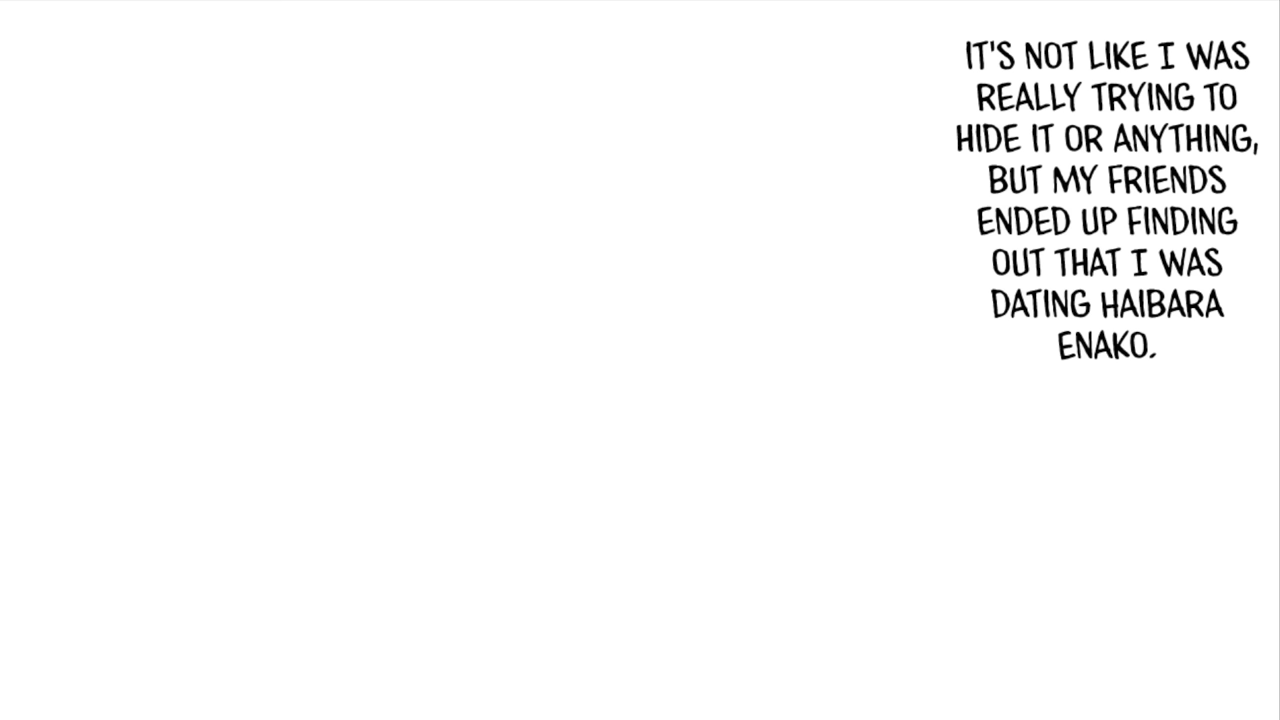 IT'S NOT LIKE I WAS
REALLY TRYING TO
HIDE IT OR ANYTHING,
BUT MY FRIENDS
ENDED UP FINDING
OUT THAT I WAS
DATING HAIBARA
ENAKO.